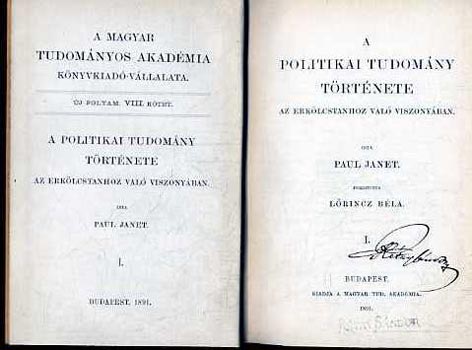 A MAGYAR
TUDOMÁNYOS AKADÉMIA
KÖNYVKIADÓ-VÁLLALATA.
ÚJ FOLYAM. VIII. KÖTET.
A POLITIKAI TUDOMÁNY
TÖRTÉNETE
AZ ERKÖLCSTANHOZ VALÓ VISZONYÁBAN.
IRTA
PAUL JANET.
I.
BUDAPEST, 1891.
A
POLITIKAI TUDOMÁNY
TÖRTÉNETE
AZ ERKÖLCSTANHOZ VALÓ VISZONYÁBAN.
IRTA
PAUL JANET.
FORDITOTTA
LŐRINCZ BÉLA.
I.
BUDAPEST.
KIADJA A MAGYAR TUD. AKADÉMIA.
1891.